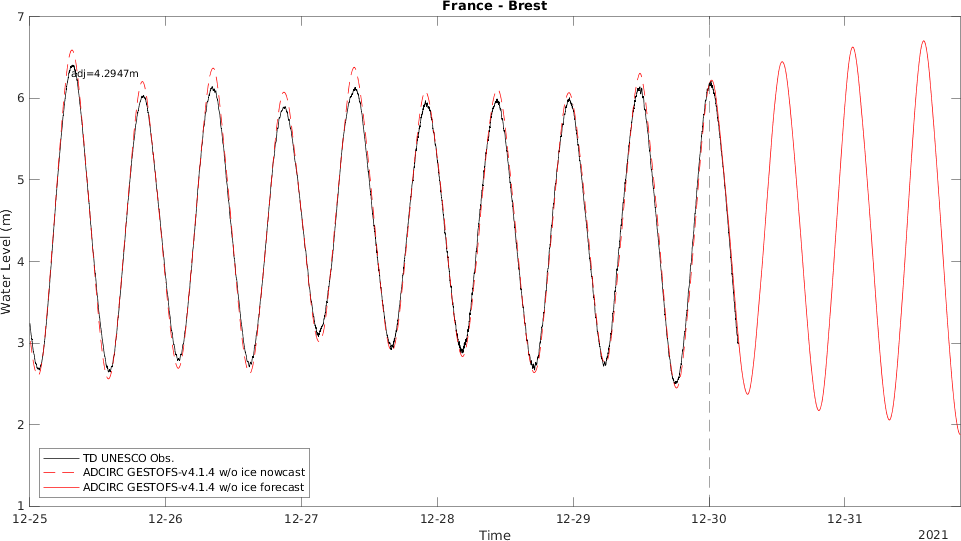 France - Brest
adj=4.2947m
7
6
5
4
3
2
1
Water Level (m)
TD UNESCO Obs.
ADCIRC GESTOFS-v4.1.4 w/o ice nowcast
ADCIRC GESTOFS-v4.1.4 w/o ice forecast
12-25 12-26 12-27 12-28 12-29 12-30 12-31
Time
2021